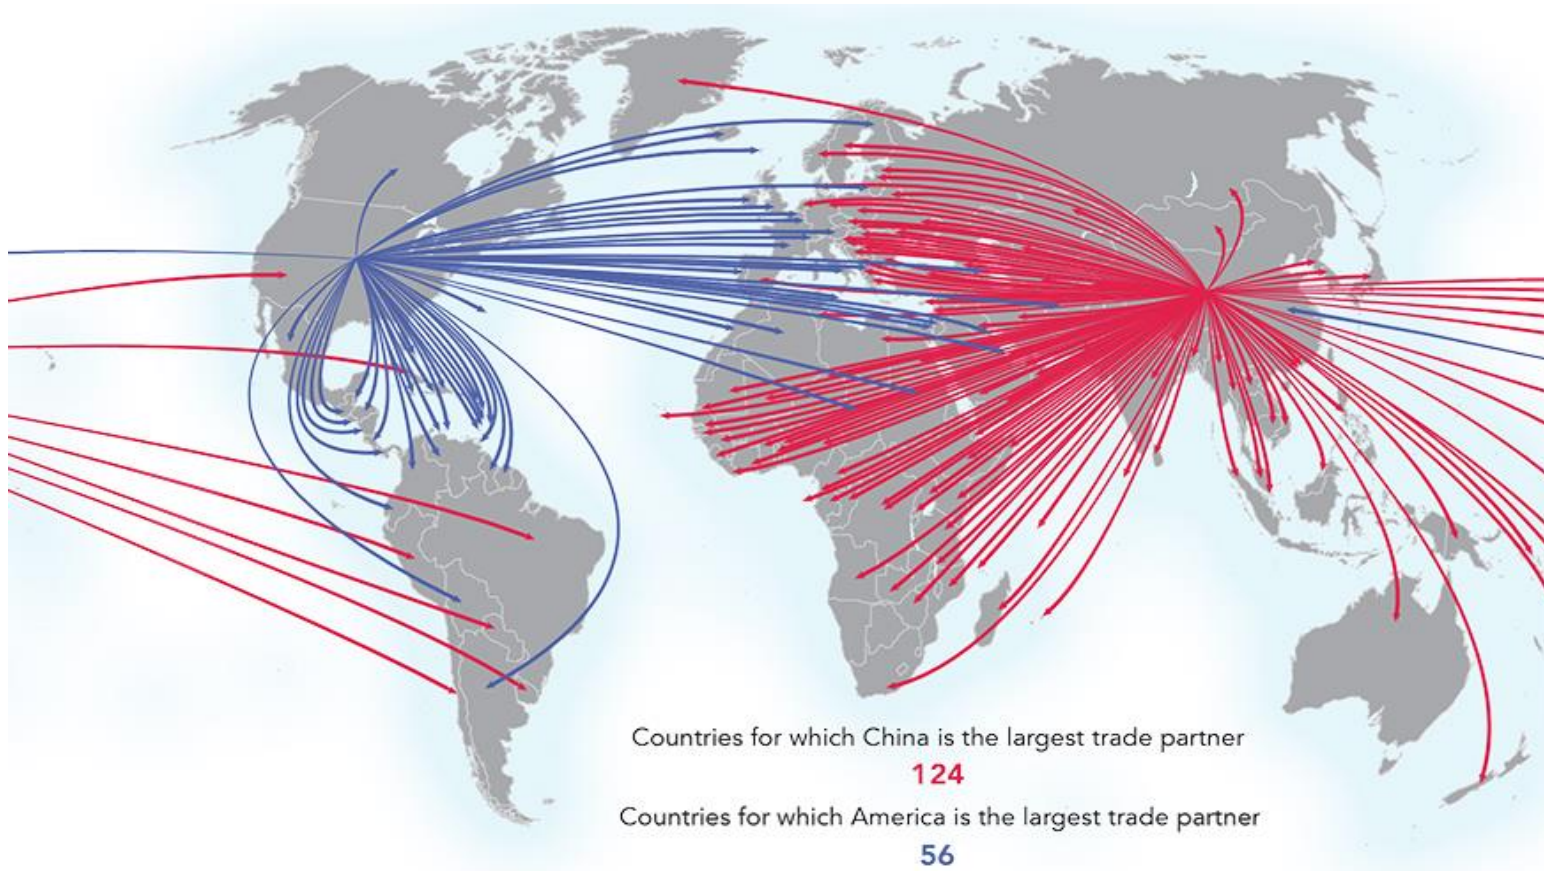 Countries for which China is the largest trade partner
124
Countries for which America is the largest trade partner
56